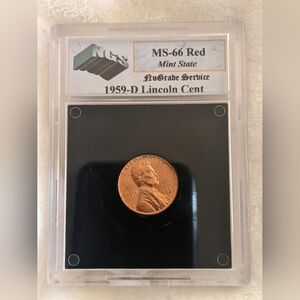 MS-66 Red
Mint State
NuGrade Service
1959-D Lincoln Cent